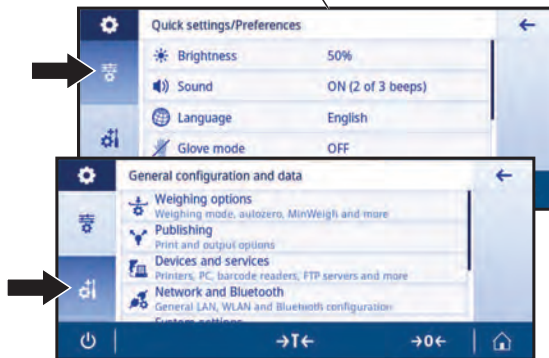 Quick settings/Preferences
Brightness 50%
Sound ON (2 of 3 beeps)
Language English
Glove mode OFF
General configuration and data
Weighing options
Weighing mode, autozero, MinWeigh and more
Publishing
Print and output options
Devices and services
Printers, PC, barcode readers, FTP servers and more
Network and Bluetooth
General LAN, WLAN and Bluetooth configuration
System settings
→T←
→0←